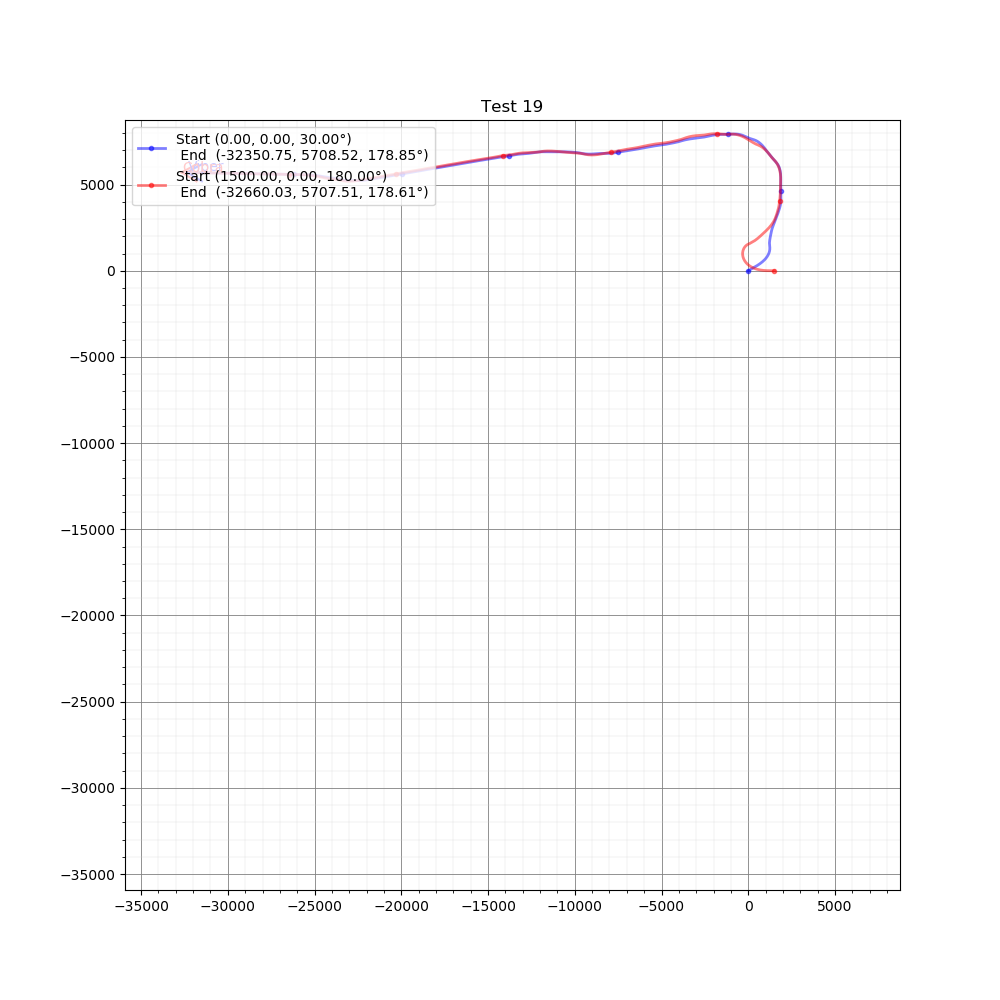 Test 19
Start (0.00, 0.00, 30.00°)
End (-32350.75, 5708.52, 178.85°)
Start (1500.00, 0.00, 180.00°)
End (-32660.03, 5707.51, 178.61°)
5000
0
−5000
−10000
−15000
−20000
−25000
−30000
−35000
−35000 −30000 −25000 −20000 −15000 −10000 −5000 0 5000